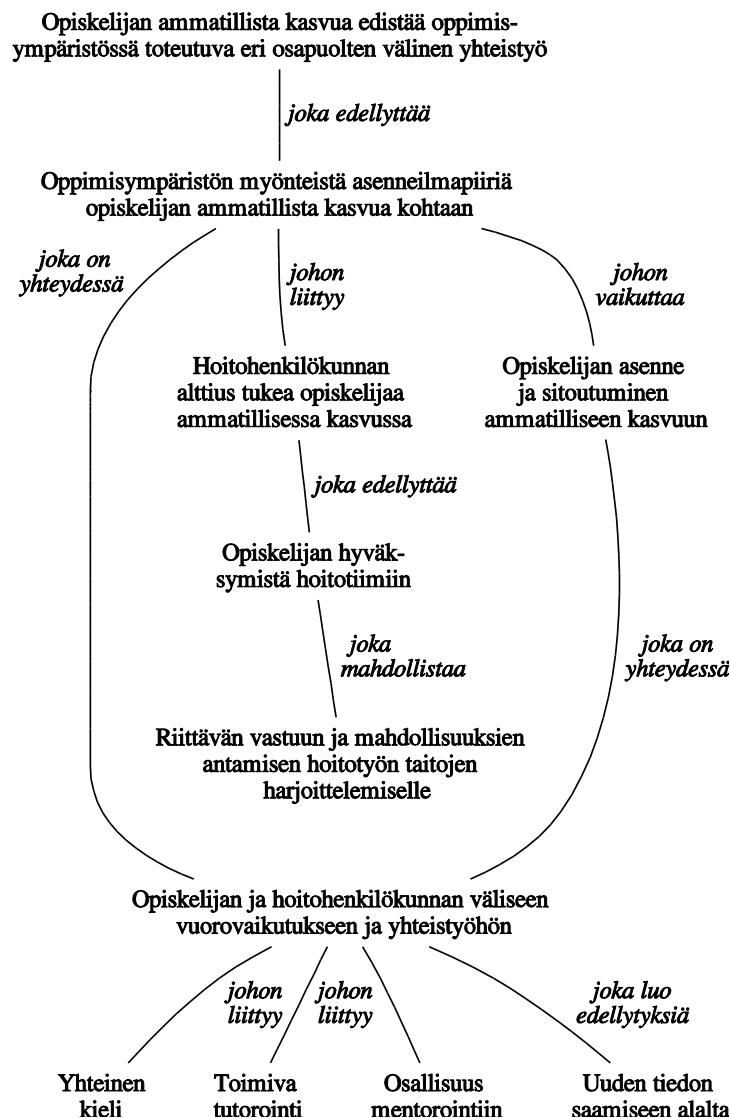 Opiskelijan ammatillista kasvua edistää oppimis-
ympäristössä toteutuva eri osapuolten välinen yhteistyö
joka edellyttää
Oppimisympäristön myönteistä asenneilmapiiriä
opiskelijan ammatillista kasvua kohtaan
joka on
yhteydessä
johon
liittyy
johon
vaikuttaa
Hoitohenkilökunnan
alttius tukea opiskelijaa
ammatillisessa kasvussa
Opiskelijan asenne
ja sitoutuminen
ammatilliseen kasvuun
joka edellyttää
Opiskelijan hyväk-
symistä hoitotiimiin
joka
mahdollistaa
joka on
yhteydessä
Riittävän vastuun ja mahdollisuuksien
antamisen hoitotyön taitojen
harjoittelemiselle
Opiskelijan ja hoitohenkilökunnan väliseen
vuorovaikutukseen ja yhteistyöhön
johon
liittyy
johon
liittyy
joka luo
edellytyksiä
Yhteinen
kieli
Toimiva
tutorointi
Osallisuus
mentorointiin
Uuden tiedon
saamiseen alalta